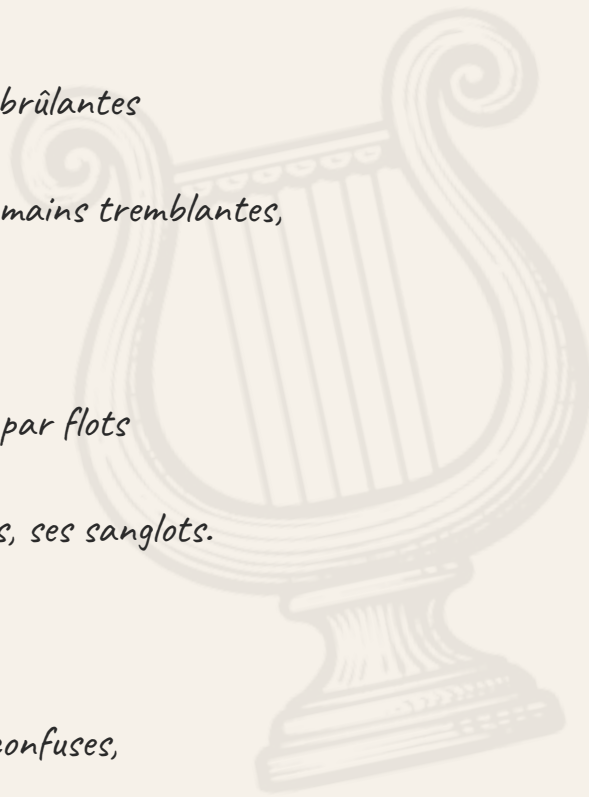 brûlantes
mains tremblantes,
par flots
s, ses sanglots.
confuses,